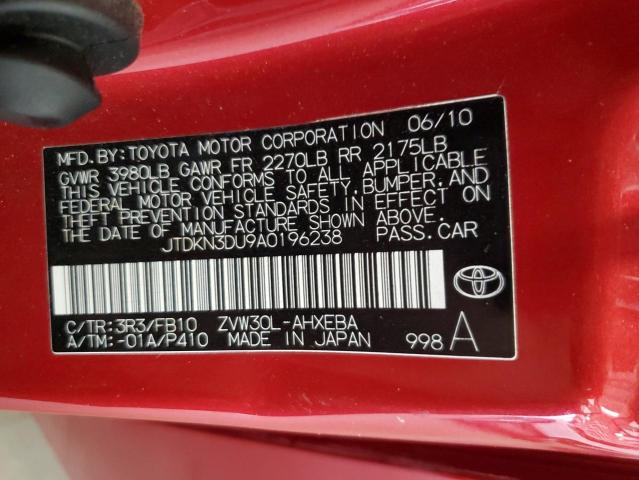 MFD. BY: TOYOTA MOTOR CORPORATION 06/10
GVWR 3980LB GAWR FR 2270LB RR 2175LB
THIS VEHICLE CONFORMS TO ALL APPLICABLE
FEDERAL MOTOR VEHICLE SAFETY, BUMPER, AND
THEFT PREVENTION STANDARDS IN EFFECT ON
THE DATE OF MANUFACTURE SHOWN ABOVE.
JTDKN3DU9A0196238 PASS. CAR
C/TR: 3R3/FB10 ZVW30L-AHXEBA
A/TM: -01A/P410 MADE IN JAPAN 998 A